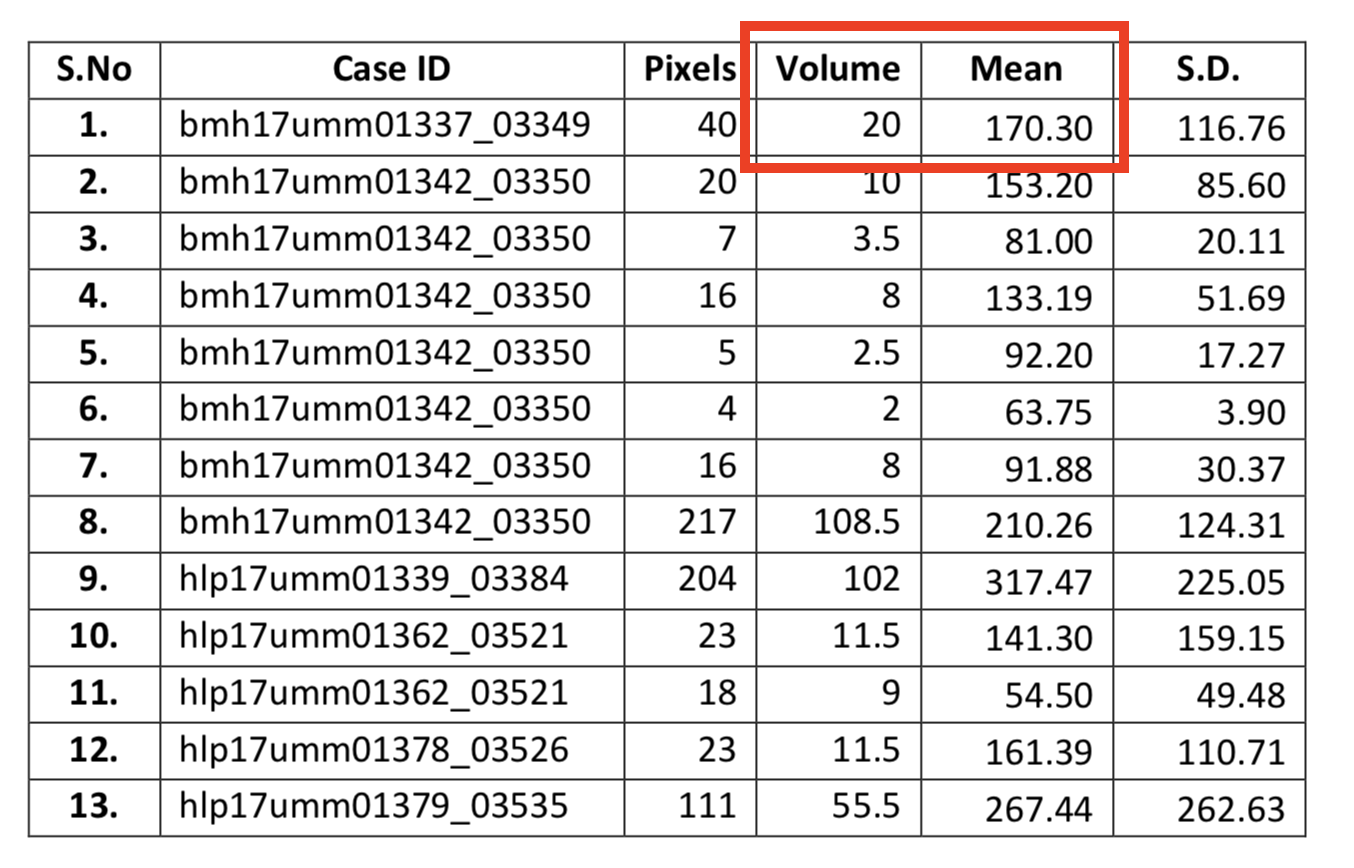 S.No Case ID Pixels Volume Mean S.D.
1. bmh17umm01337_03349 40 20 170.30 116.76
2. bmh17umm01342_03350 20 10 153.20 85.60
3. bmh17umm01342_03350 7 3.5 81.00 20.11
4. bmh17umm01342_03350 16 8 133.19 51.69
5. bmh17umm01342_03350 5 2.5 92.20 17.27
6. bmh17umm01342_03350 4 2 63.75 3.90
7. bmh17umm01342_03350 16 8 91.88 30.37
8. bmh17umm01342_03350 217 108.5 210.26 124.31
9. hlp17umm01339_03384 204 102 317.47 225.05
10. hlp17umm01362_03521 23 11.5 141.30 159.15
11. hlp17umm01362_03521 18 9 54.50 49.48
12. hlp17umm01378_03526 23 11.5 161.39 110.71
13. hlp17umm01379_03535 111 55.5 267.44 262.63